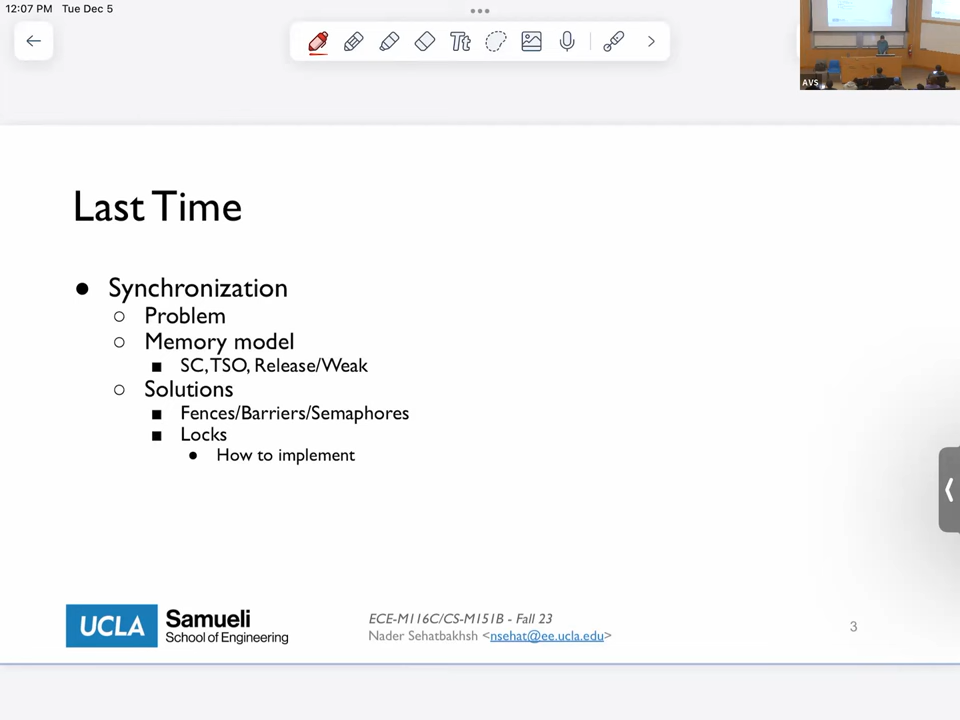 12:07 PM Tue Dec 5
Tt
AVS
Last Time
● Synchronization
○ Problem
○ Memory model
■ SC, TSO, Release/Weak
○ Solutions
■ Fences/Barriers/Semaphores
■ Locks
● How to implement
UCLA Samueli
School of Engineering
ECE-M116C/CS-M151B - Fall 23
Nader Sehatbakhsh <nsehat@ee.ucla.edu>
3